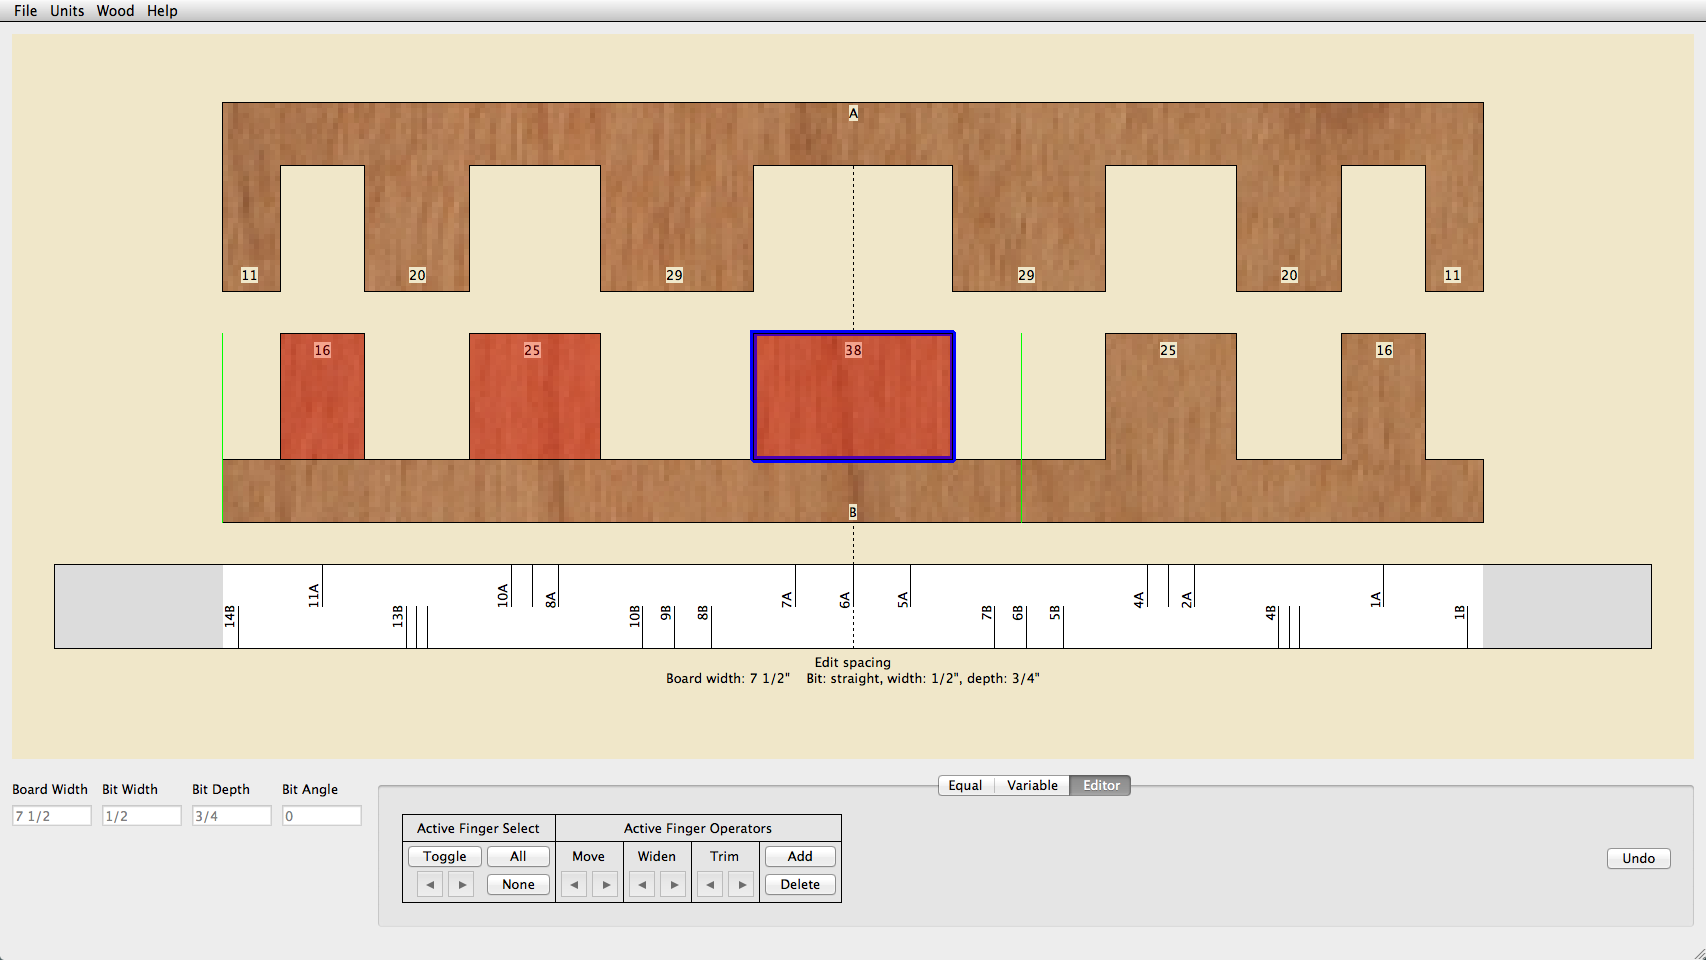 File Units Wood Help
A
11 20 29 29 20 11
16 25 38 25 16
B
11A 10A 8A 7A 6A 5A 4A 2A 1A
14B 13B 10B 9B 8B 7B 6B 5B 4B 1B
Edit spacing
Board width: 7 1/2" Bit: straight, width: 1/2", depth: 3/4"
Board Width Bit Width Bit Depth Bit Angle
7 1/2 1/2 3/4 0
Equal Variable Editor
Active Finger Select Active Finger Operators
Toggle All Move Widen Trim Add
None Delete
Undo